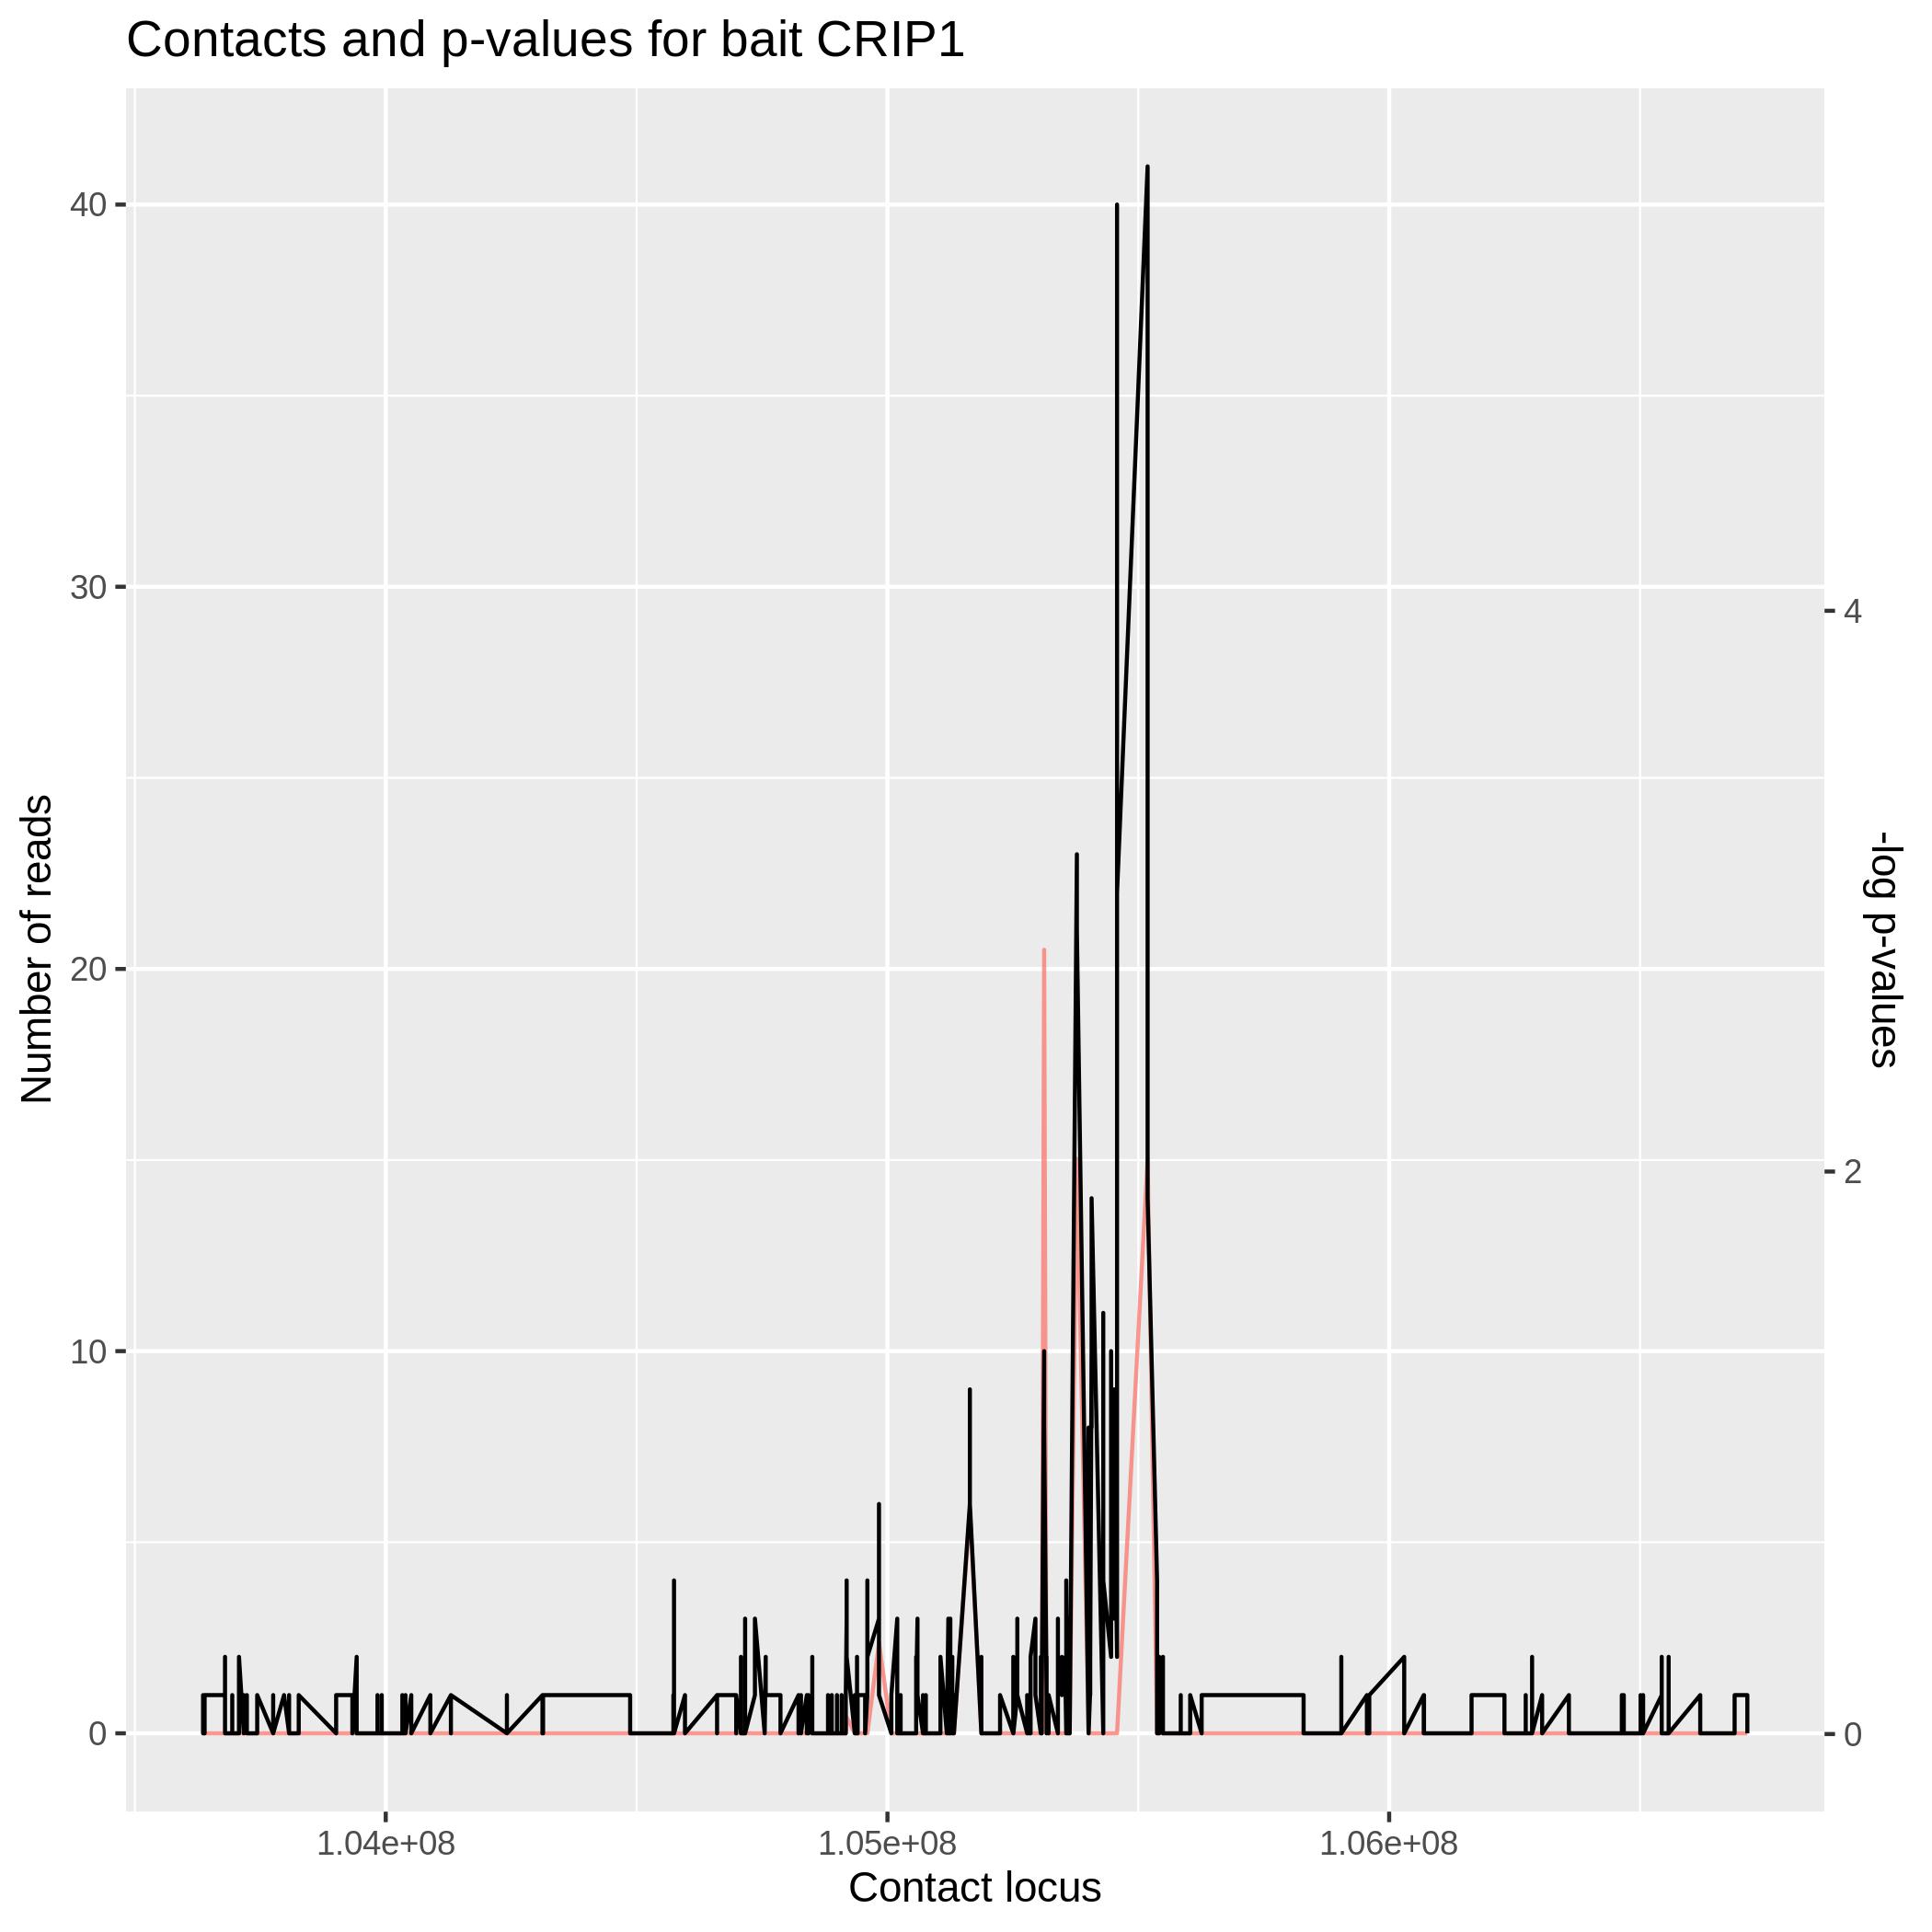 Contacts and p-values for bait CRIP1
40
30
20
10
0
Number of reads
4
2
0
-log p-values
1.04e+08
1.05e+08
1.06e+08
Contact locus